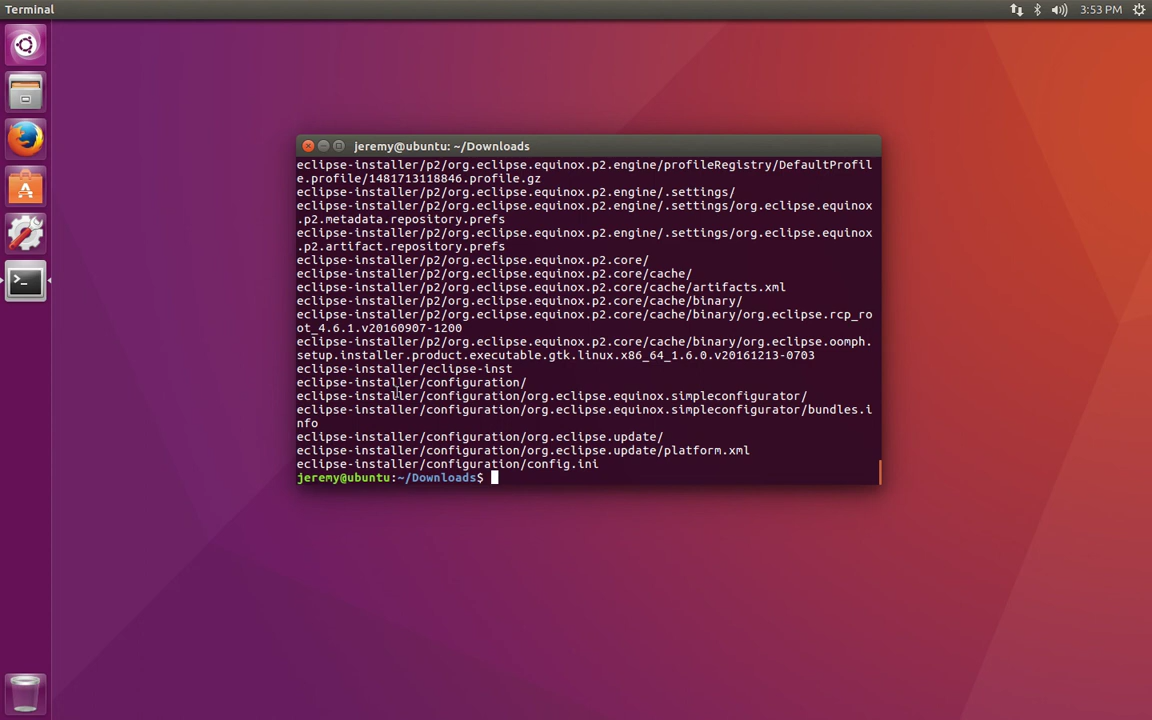 Terminal
3:53 PM
jeremy@ubuntu: ~/Downloads
eclipse-installer/p2/org.eclipse.equinox.p2.engine/profileRegistry/DefaultProfil
e.profile/1481713118846.profile.gz
eclipse-installer/p2/org.eclipse.equinox.p2.engine/.settings/
eclipse-installer/p2/org.eclipse.equinox.p2.engine/.settings/org.eclipse.equinox
.p2.metadata.repository.prefs
eclipse-installer/p2/org.eclipse.equinox.p2.engine/.settings/org.eclipse.equinox
.p2.artifact.repository.prefs
eclipse-installer/p2/org.eclipse.equinox.p2.core/
eclipse-installer/p2/org.eclipse.equinox.p2.core/cache/
eclipse-installer/p2/org.eclipse.equinox.p2.core/cache/artifacts.xml
eclipse-installer/p2/org.eclipse.equinox.p2.core/cache/binary/
eclipse-installer/p2/org.eclipse.equinox.p2.core/cache/binary/org.eclipse.rcp_ro
ot_4.6.1.v20160907-1200
eclipse-installer/p2/org.eclipse.equinox.p2.core/cache/binary/org.eclipse.oomph.
setup.installer.product.executable.gtk.linux.x86_64_1.6.0.v20161213-0703
eclipse-installer/eclipse-inst
eclipse-installer/configuration/
eclipse-installer/configuration/org.eclipse.equinox.simpleconfigurator/
eclipse-installer/configuration/org.eclipse.equinox.simpleconfigurator/bundles.i
nfo
eclipse-installer/configuration/org.eclipse.update/
eclipse-installer/configuration/org.eclipse.update/platform.xml
eclipse-installer/configuration/config.ini
jeremy@ubuntu:~/Downloads$